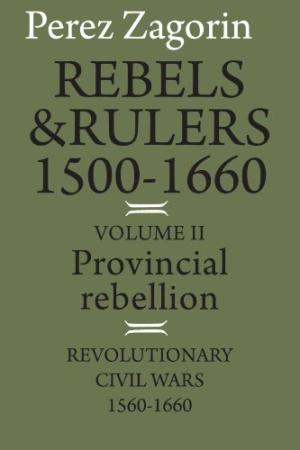 Perez Zagorin
REBELS
&RULERS
1500-1660
VOLUME II
Provincial
rebellion
REVOLUTIONARY
CIVIL WARS
1560-1660